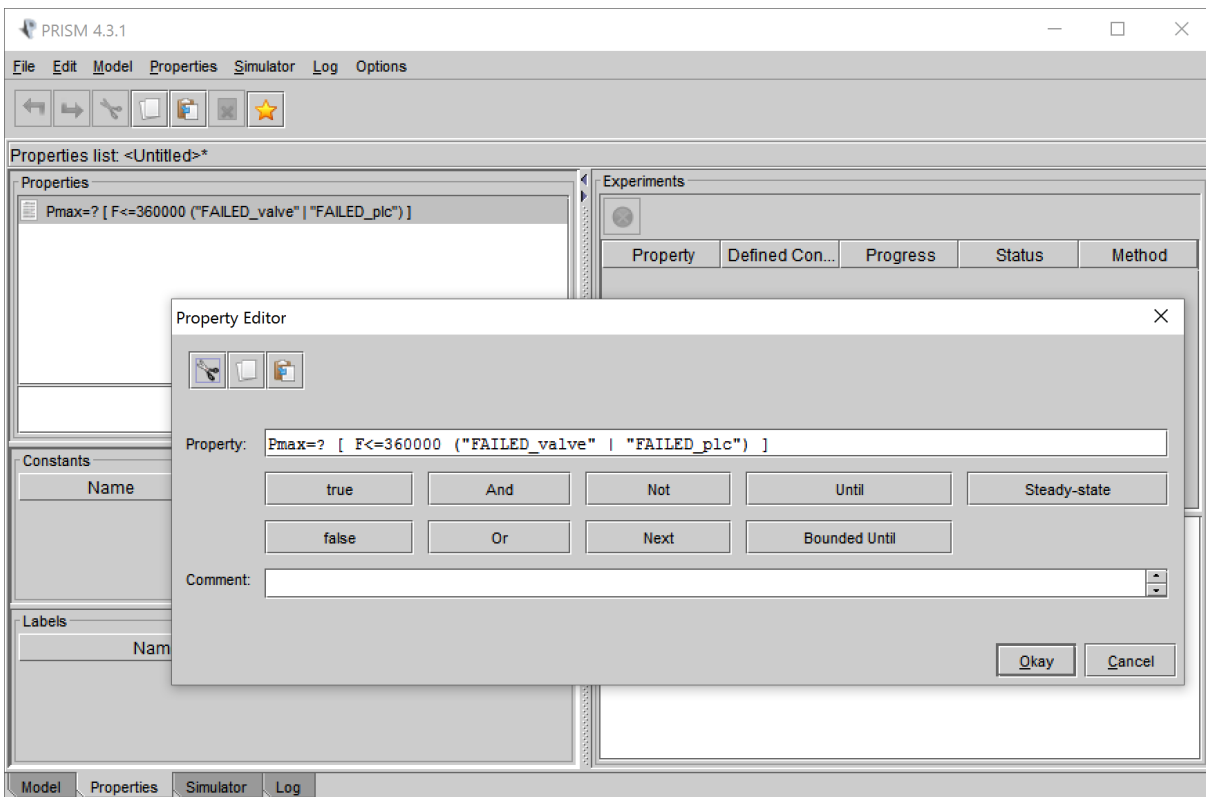 PRISM 4.3.1
File Edit Model Properties Simulator Log Options
Properties list: <Untitled>*
Properties
Pmax=? [ F<=360000 ("FAILED_valve" | "FAILED_plc") ]
Experiments
Property Defined Con... Progress Status Method
Property Editor
Property: Pmax=? [ F<=360000 ("FAILED_valve" | "FAILED_plc") ]
true And Not Until Steady-state
false Or Next Bounded Until
Comment:
Okay Cancel
Constants
Name
Labels
Nam
Model Properties Simulator Log